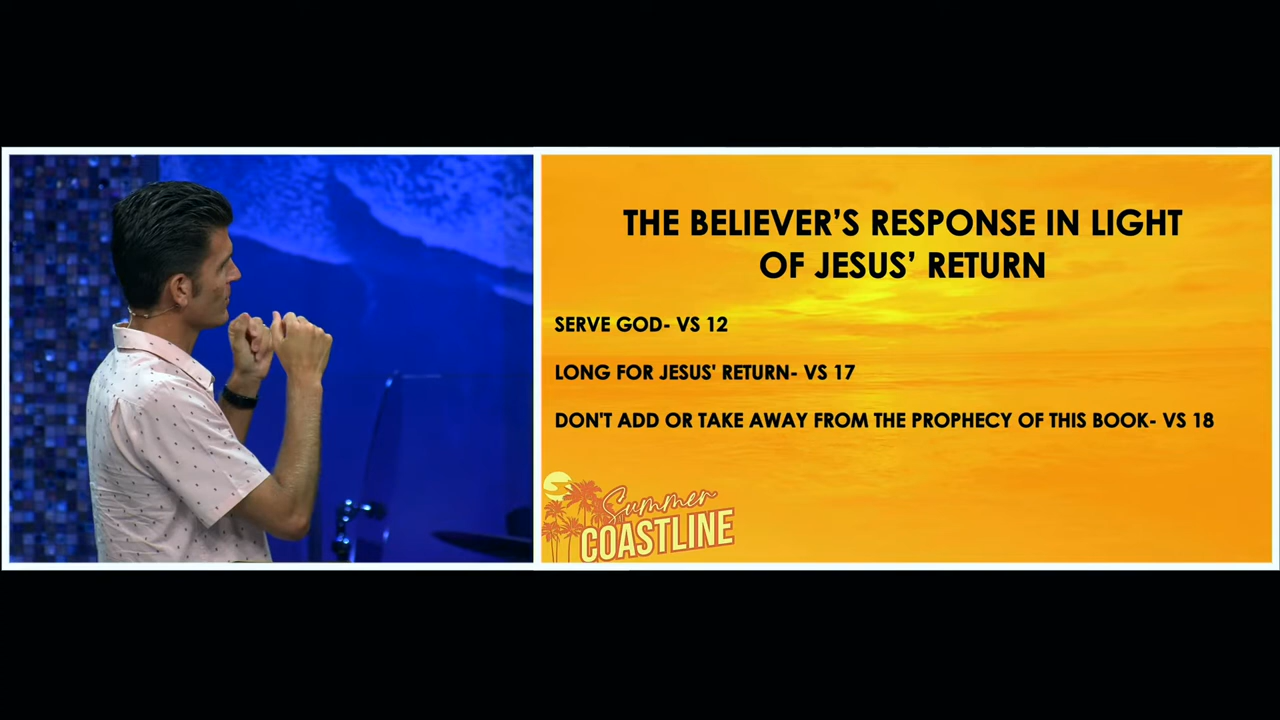 THE BELIEVER’S RESPONSE IN LIGHT
OF JESUS’ RETURN
SERVE GOD- VS 12
LONG FOR JESUS' RETURN- VS 17
DON'T ADD OR TAKE AWAY FROM THE PROPHECY OF THIS BOOK- VS 18
Summer
COASTLINE